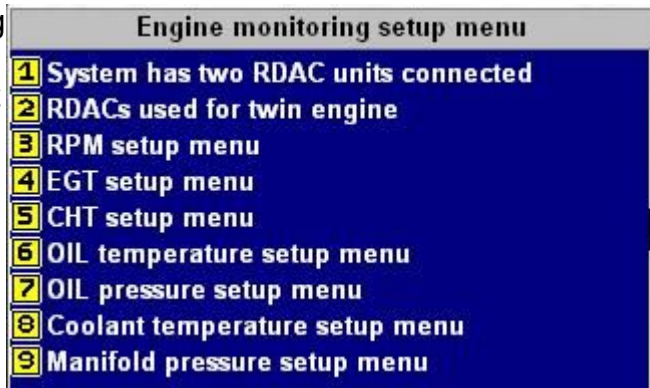 Engine monitoring setup menu
1 System has two RDAC units connected
2 RDACs used for twin engine
3 RPM setup menu
4 EGT setup menu
5 CHT setup menu
6 OIL temperature setup menu
7 OIL pressure setup menu
8 Coolant temperature setup menu
9 Manifold pressure setup menu